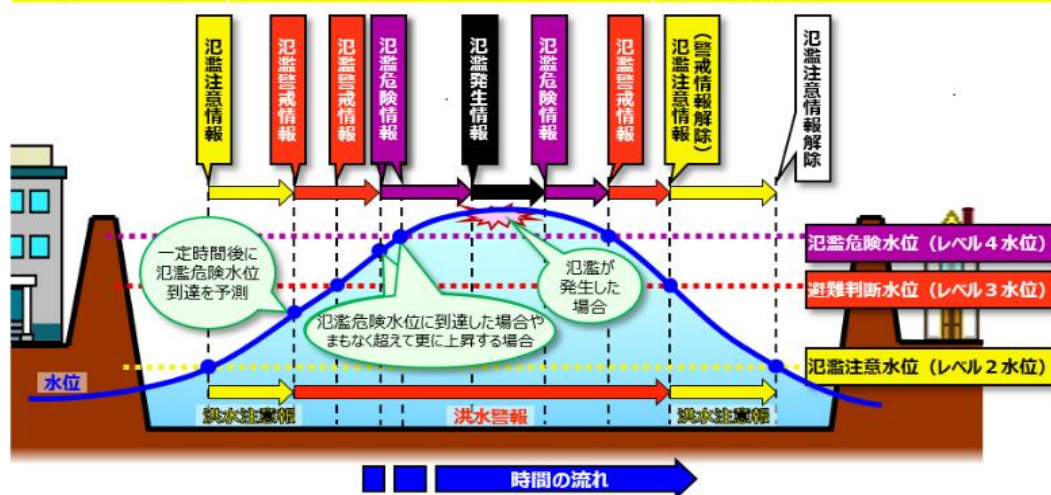 氾濫注意情報
氾濫警戒情報
氾濫警戒情報
氾濫危険情報
氾濫発生情報
氾濫危険情報
氾濫警戒情報
(警戒情報解除)
氾濫注意情報
氾濫注意情報解除
一定時間後に
氾濫危険水位
到達を予測
氾濫が
発生した
場合
氾濫危険水位に到達した場合や
まもなく超えて更に上昇する場合
氾濫危険水位（レベル４水位）
避難判断水位（レベル３水位）
氾濫注意水位（レベル２水位）
水位
洪水注意報
洪水警報
洪水注意報
時間の流れ